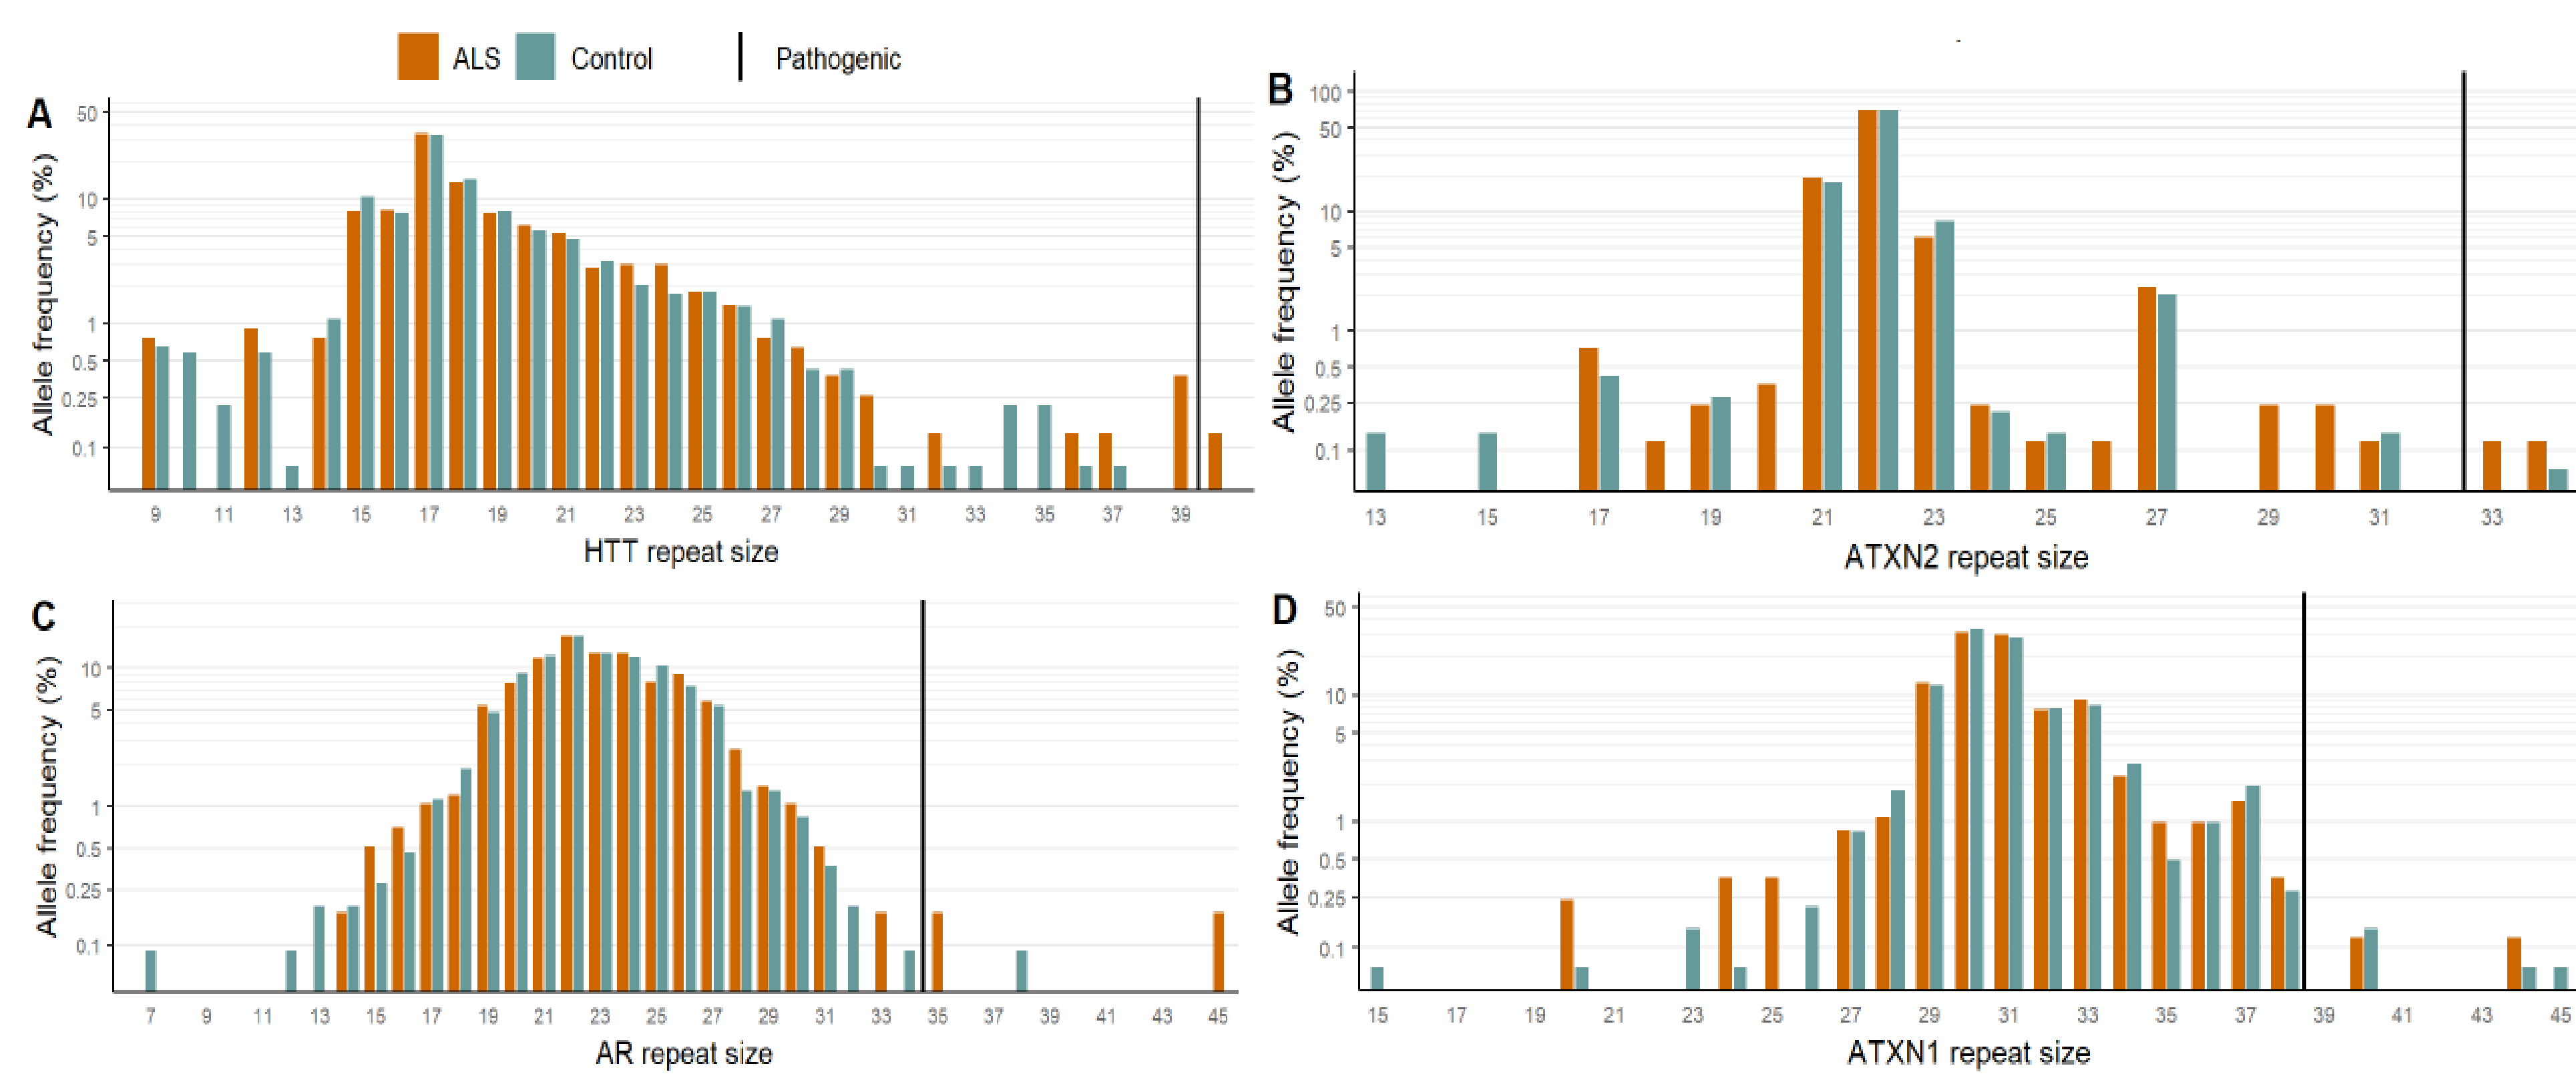 ALS Control Pathogenic
A
Allele frequency (%)
50
10
5
1
0.5
0.25
0.1
9 11 13 15 17 19 21 23 25 27 29 31 33 35 37 39
HTT repeat size
B
Allele frequency (%)
100
50
10
5
1
0.5
0.25
0.1
13 15 17 19 21 23 25 27 29 31 33
ATXN2 repeat size
C
Allele frequency (%)
10
5
1
0.5
0.25
0.1
7 9 11 13 15 17 19 21 23 25 27 29 31 33 35 37 39 41 43 45
AR repeat size
D
Allele frequency (%)
50
10
5
1
0.5
0.25
0.1
15 17 19 21 23 25 27 29 31 33 35 37 39 41 43 45
ATXN1 repeat size